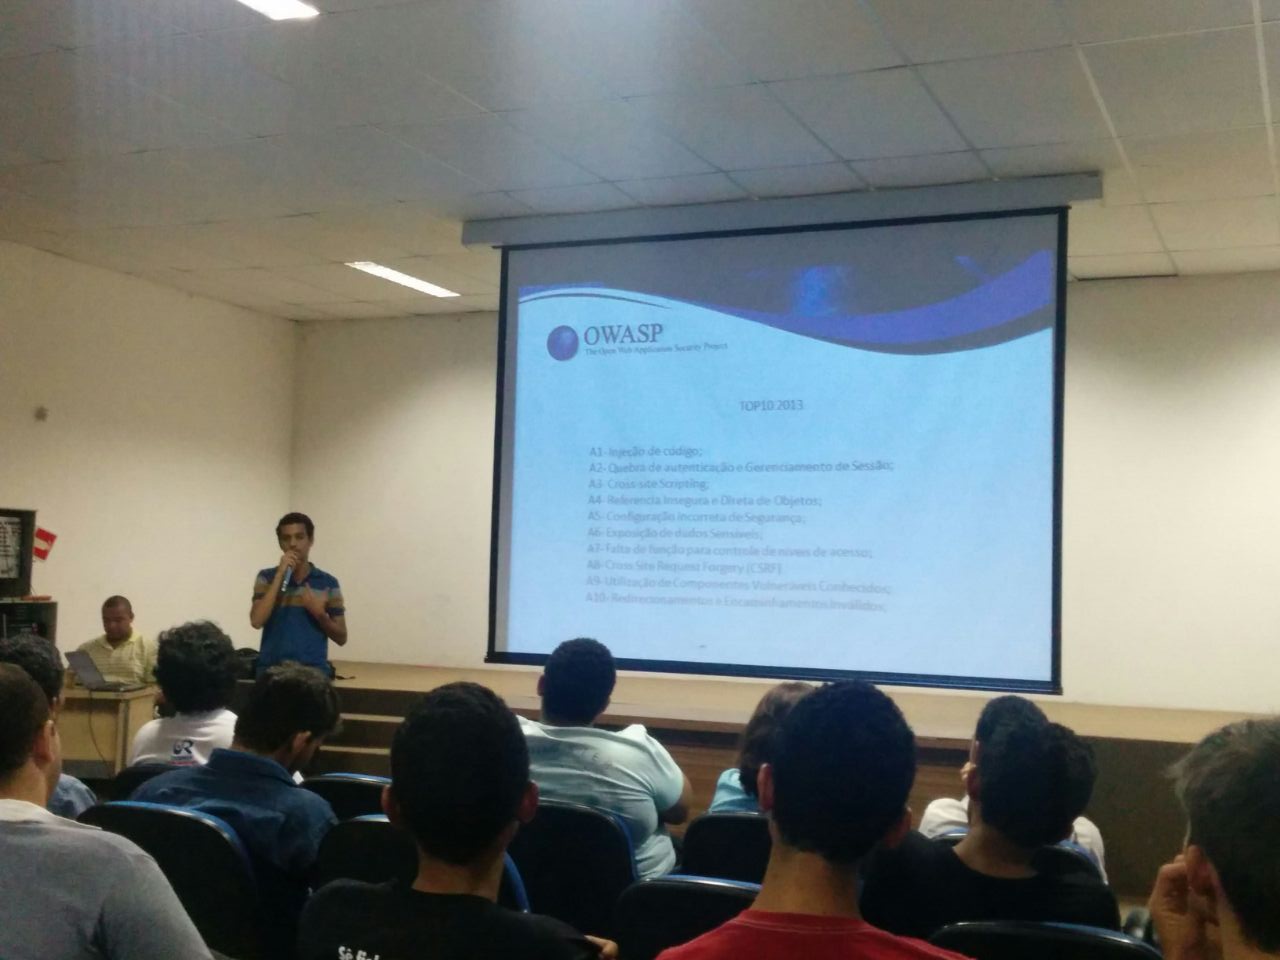 OWASP
The Open Web Application Security Project
TOP10 2013
A1- Injeção de código;
A2- Quebra de autenticação e Gerenciamento de Sessão;
A3- Cross-site Scripting;
A4- Referencia Insegura e Direta de Objetos;
A5- Configuração incorreta de Segurança;
A6- Exposição de dados Sensíveis;
A7- Falta de função para controle de níveis de acesso;
A8- Cross Site Request Forgery (CSRF)
A9- Utilização de Componentes Vulneráveis Conhecidos;
A10- Redirecionamentos e Encaminhamentos Inválidos;